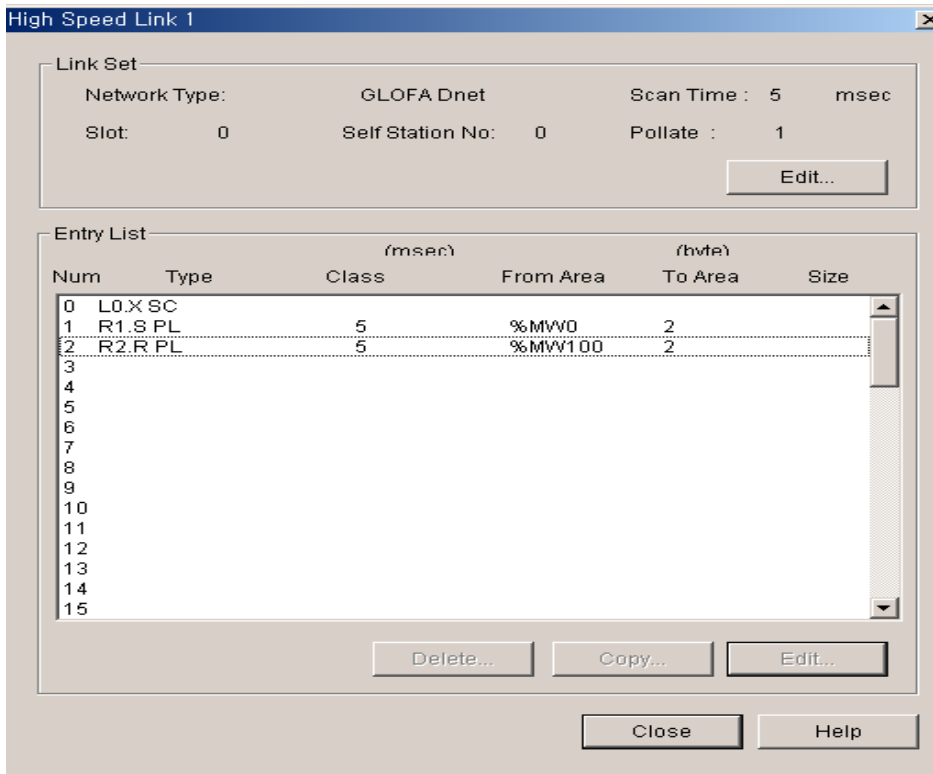 High Speed Link 1
Link Set
Network Type: GLOFA Dnet Scan Time : 5 msec
Slot: 0 Self Station No: 0 Pollate : 1
Edit...
Entry List
(msec) (byte)
Num Type Class From Area To Area Size
0 L0.X SC
1 R1.S PL 5 %MW0 2
2 R2.R PL 5 %MW100 2
3
4
5
6
7
8
9
10
11
12
13
14
15
Delete... Copy... Edit...
Close Help